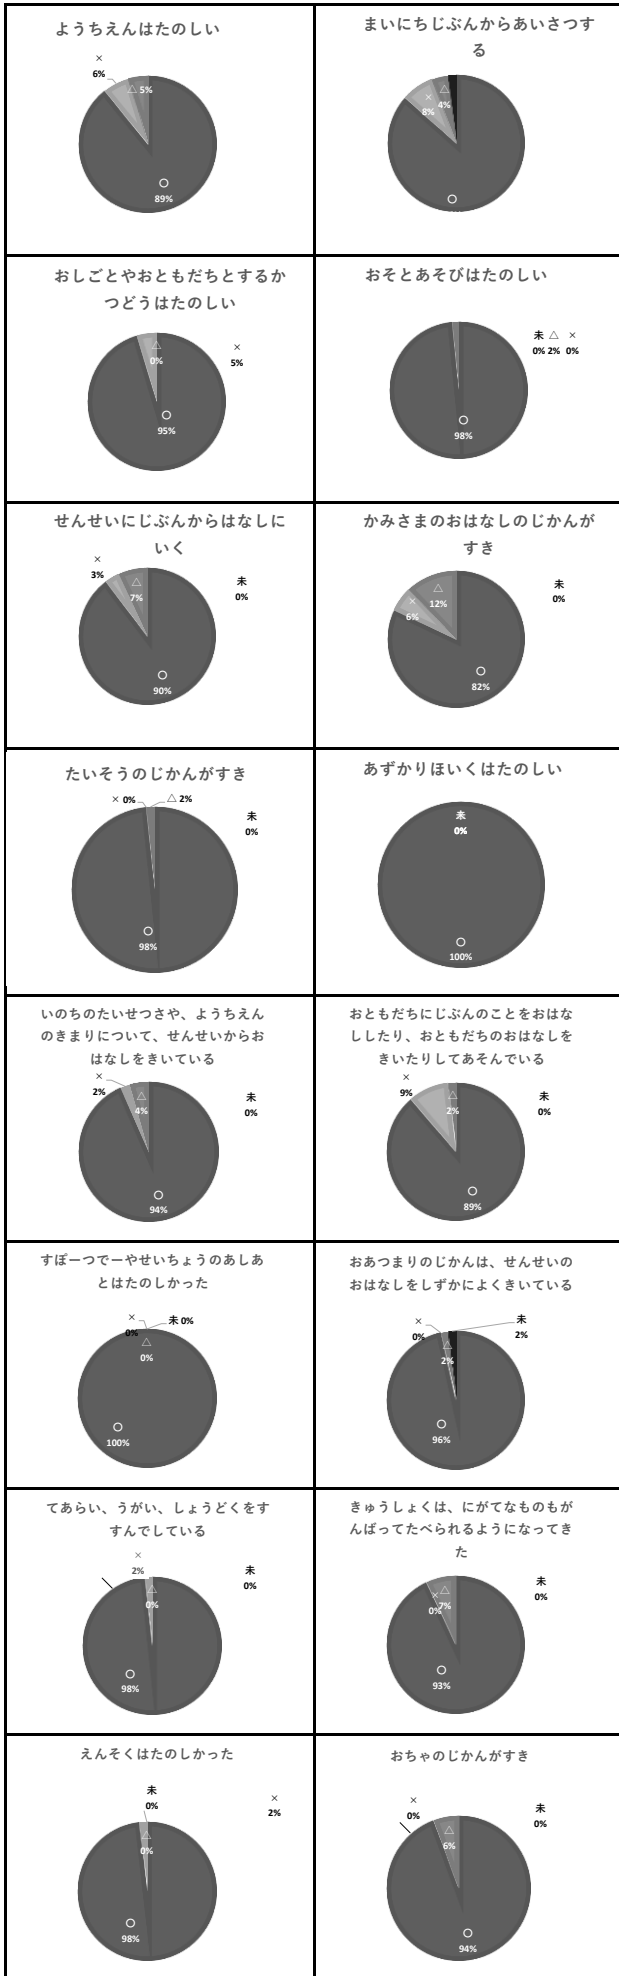 ようちえんはたのしい
×
6%
△ 5%
○
89%
まいにちじぶんからあいさつす
る
×
8%
△
4%
○
おしごとやおともだちとするか
つどうはたのしい
△
0%
×
5%
○
95%
おそとあそびはたのしい
未 △ ×
0% 2% 0%
○
98%
せんせいにじぶんからはなしに
いく
×
3%
△
7%
未
0%
○
90%
かみさまのおはなしのじかんが
すき
×
6%
△
12%
未
0%
○
82%
たいそうのじかんがすき
× 0%
△ 2%
未
0%
○
98%
あずかりほいくはたのしい
未
0%
○
100%
いのちのたいせつさや、ようちえん
のきまりについて、せんせいからお
はなしをきいている
×
2%
△
4%
未
0%
○
94%
おともだちにじぶんのことをおはな
ししたり、おともだちのおはなしを
きいたりしてあそんでいる
×
9%
△
2%
未
0%
○
89%
すぽーつでーやせいちょうのあしあ
とはたのしかった
×
0%
未 0%
△
0%
○
100%
おあつまりのじかんは、せんせいの
おはなしをしずかによくきいている
×
0%
△
2%
未
2%
○
96%
てあらい、うがい、しょうどくをす
すんでしている
×
2%
△
0%
未
0%
○
98%
きゅうしょくは、にがてなものもが
んばってたべられるようになってき
た
×
0%
△
7%
未
0%
○
93%
えんそくはたのしかった
未
0%
×
2%
△
0%
○
98%
おちゃのじかんがすき
×
0%
△
6%
未
0%
○
94%